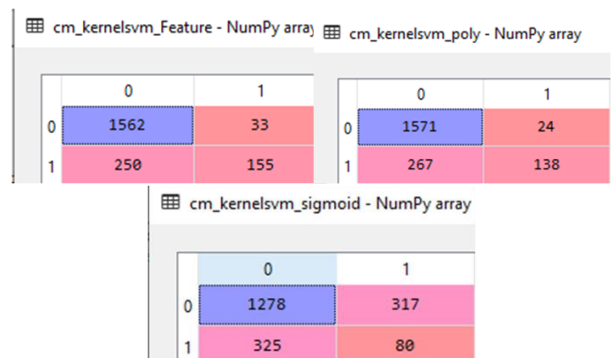 cm_kernelsvm_Feature - NumPy array
0 1
0 1562 33
1 250 155
cm_kernelsvm_poly - NumPy array
0 1
0 1571 24
1 267 138
cm_kernelsvm_sigmoid - NumPy array
0 1
0 1278 317
1 325 80